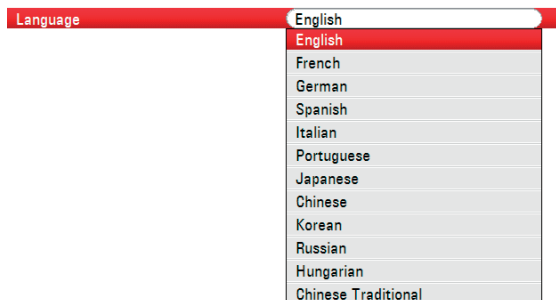 Language English
English
French
German
Spanish
Italian
Portuguese
Japanese
Chinese
Korean
Russian
Hungarian
Chinese Traditional